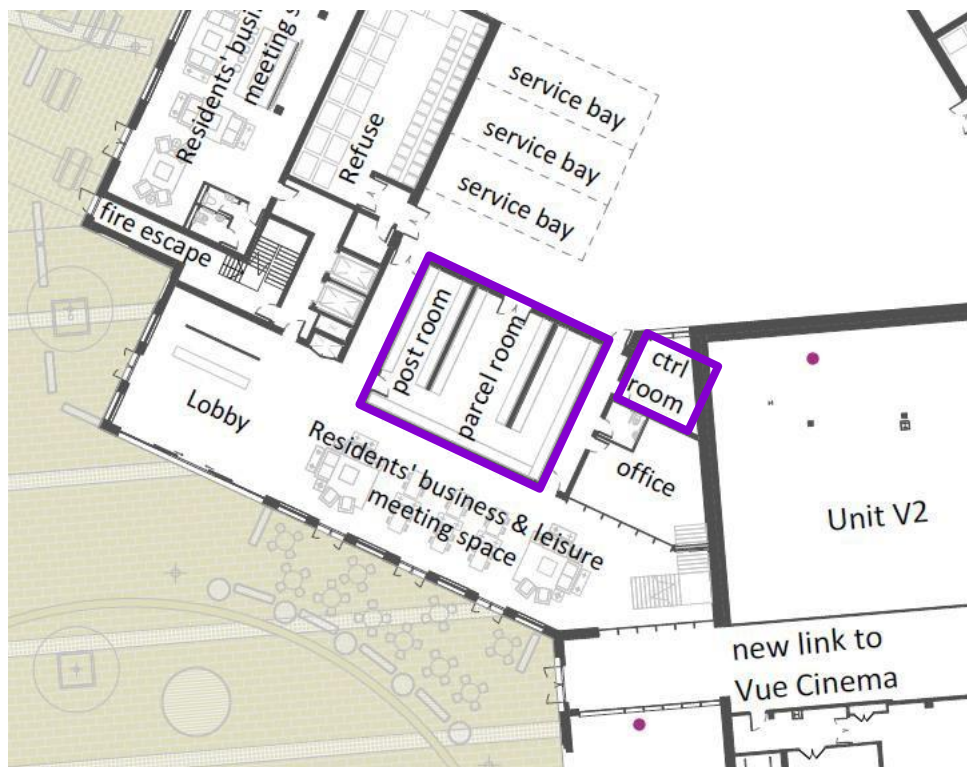 Residents' busi
meeting s
Refuse
service bay
service bay
service bay
fire escape
post room
parcel room
ctrl
room
Lobby
Residents' business & leisure
meeting space
office
Unit V2
new link to
Vue Cinema